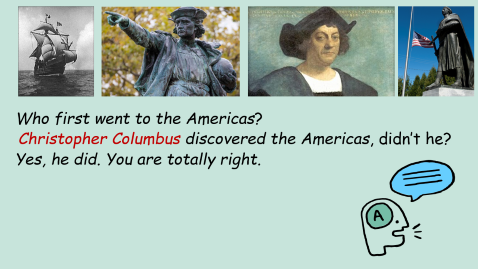 Who first went to the Americas?
Christopher Columbus discovered the Americas, didn't he?
Yes, he did. You are totally right.
A